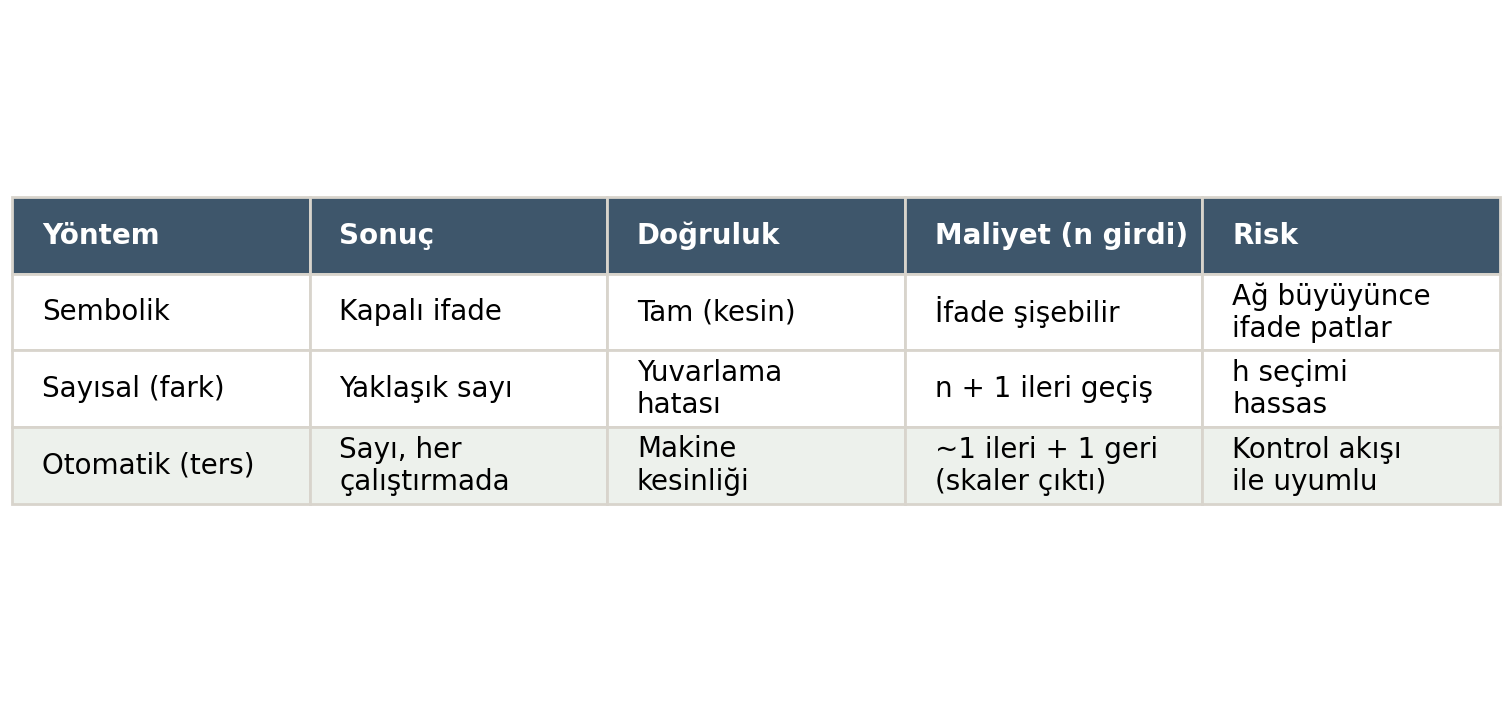 Yöntem Sonuç Doğruluk Maliyet (n girdi) Risk
Sembolik Kapalı ifade Tam (kesin) İfade şişebilir Ağ büyüyünce
ifade patlar
Sayısal (fark) Yaklaşık sayı Yuvarlama
hatası n + 1 ileri geçiş h seçimi
hassas
Otomatik (ters) Sayı, her
çalıştırmada Makine
kesinliği ~1 ileri + 1 geri
(skaler çıktı) Kontrol akışı
ile uyumlu